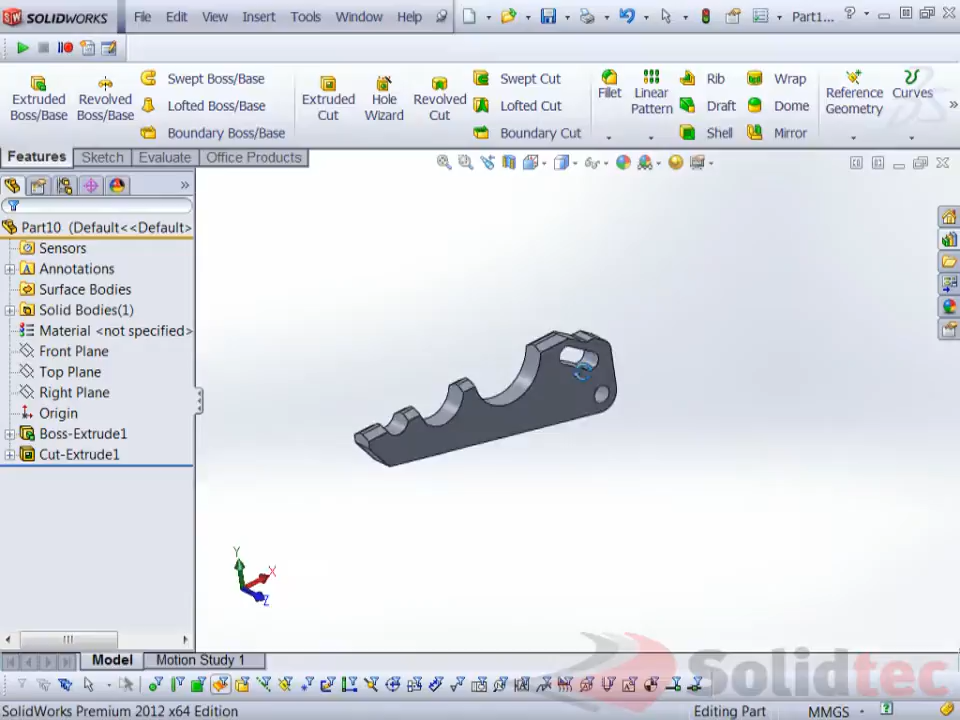 SOLIDWORKS File Edit View Insert Tools Window Help Part1... ?
Extruded Boss/Base
Revolved Boss/Base
Swept Boss/Base
Lofted Boss/Base
Boundary Boss/Base
Extruded Cut
Hole Wizard
Revolved Cut
Swept Cut
Lofted Cut
Boundary Cut
Fillet
Linear Pattern
Rib
Draft
Shell
Wrap
Dome
Mirror
Reference Geometry
Curves
Features Sketch Evaluate Office Products
Part10 (Default<<Default>
Sensors
Annotations
Surface Bodies
Solid Bodies(1)
Material <not specified>
Front Plane
Top Plane
Right Plane
Origin
Boss-Extrude1
Cut-Extrude1
Y
X
Z
Model Motion Study 1
Solidtec
SolidWorks Premium 2012 x64 Edition Editing Part MMGS ?